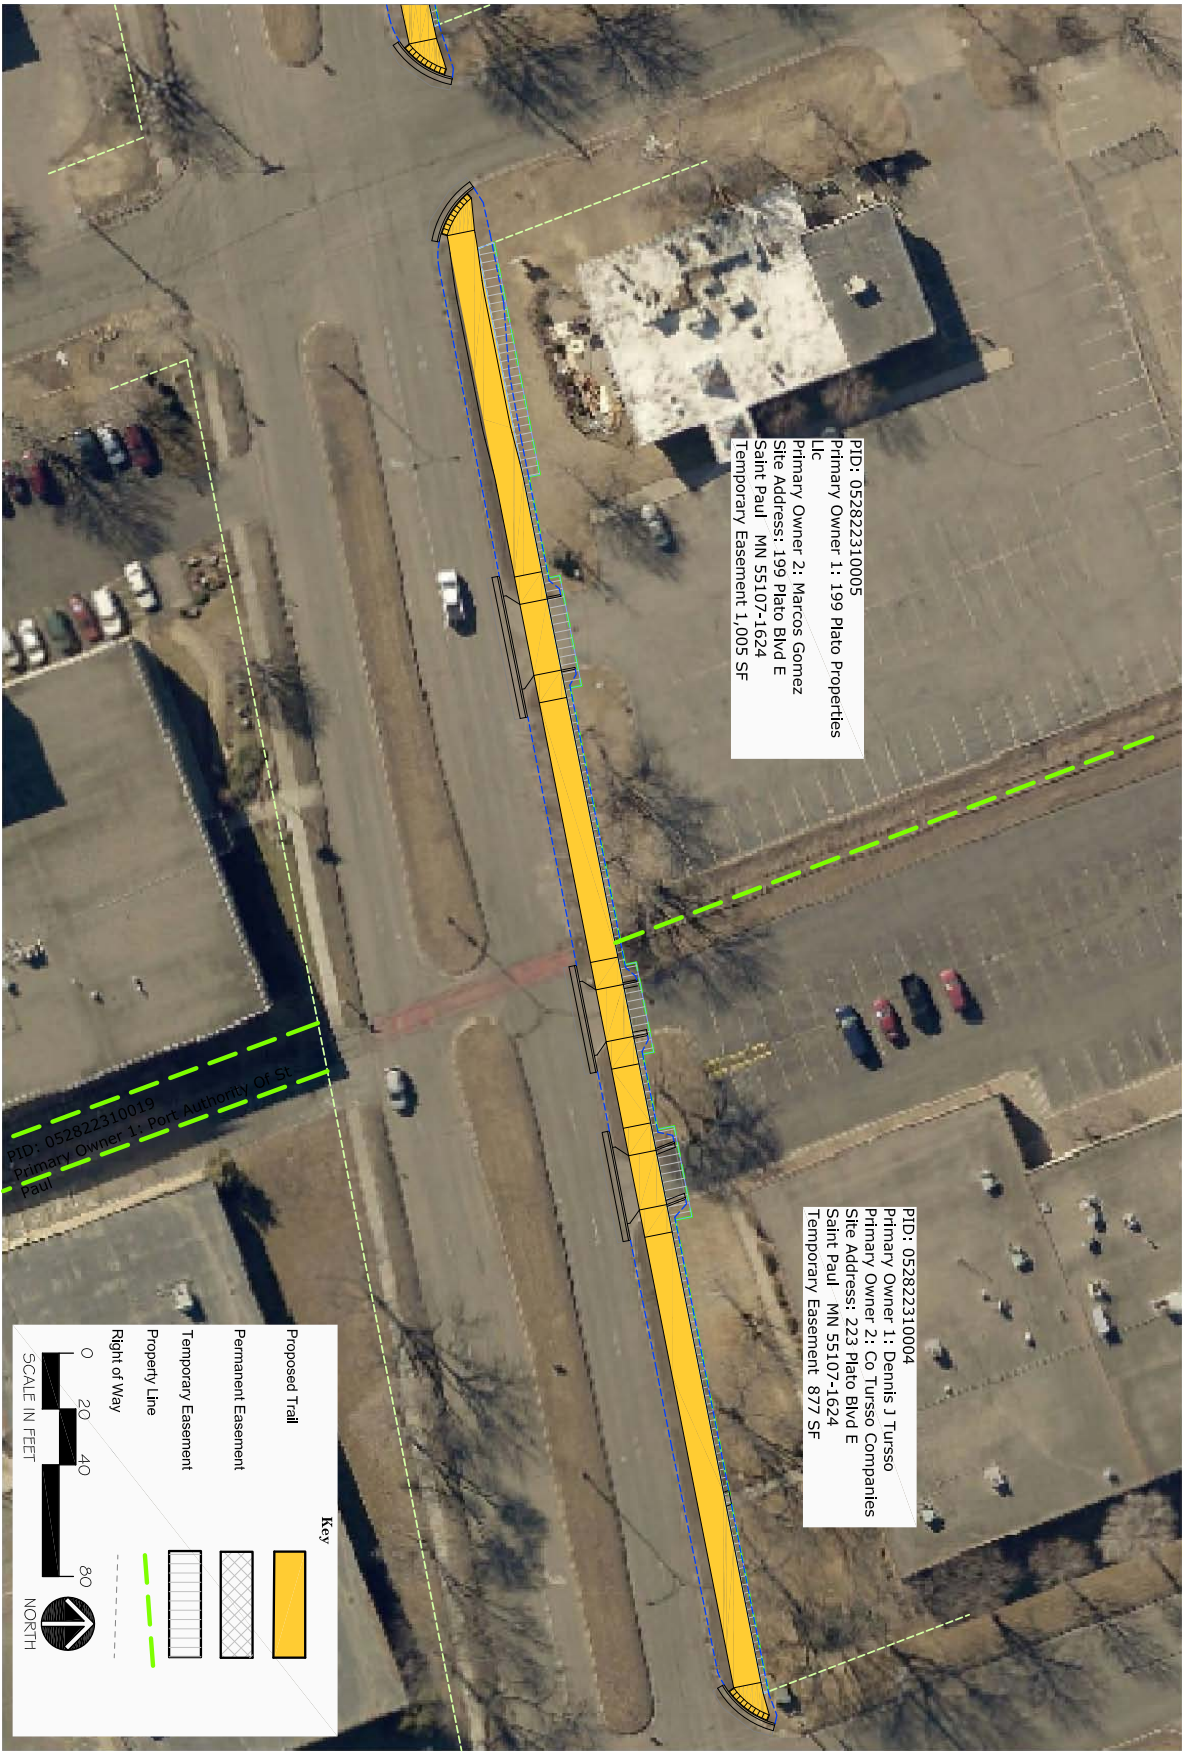 PID: 052822310005
Primary Owner 1: 199 Plato Properties
Llc
Primary Owner 2: Marcos Gomez
Site Address: 199 Plato Blvd E
Saint Paul MN 55107-1624
Temporary Easement 1,005 SF
PID: 052822310004
Primary Owner 1: Dennis J Tursso
Primary Owner 2: Co Tursso Companies
Site Address: 223 Plato Blvd E
Saint Paul MN 55107-1624
Temporary Easement 877 SF
PID: 052822310019
Primary Owner 1: Port Authority Of St
Paul
Key
Proposed Trail
Permanent Easement
Temporary Easement
Property Line
Right of Way
0 20 40 80
SCALE IN FEET
NORTH